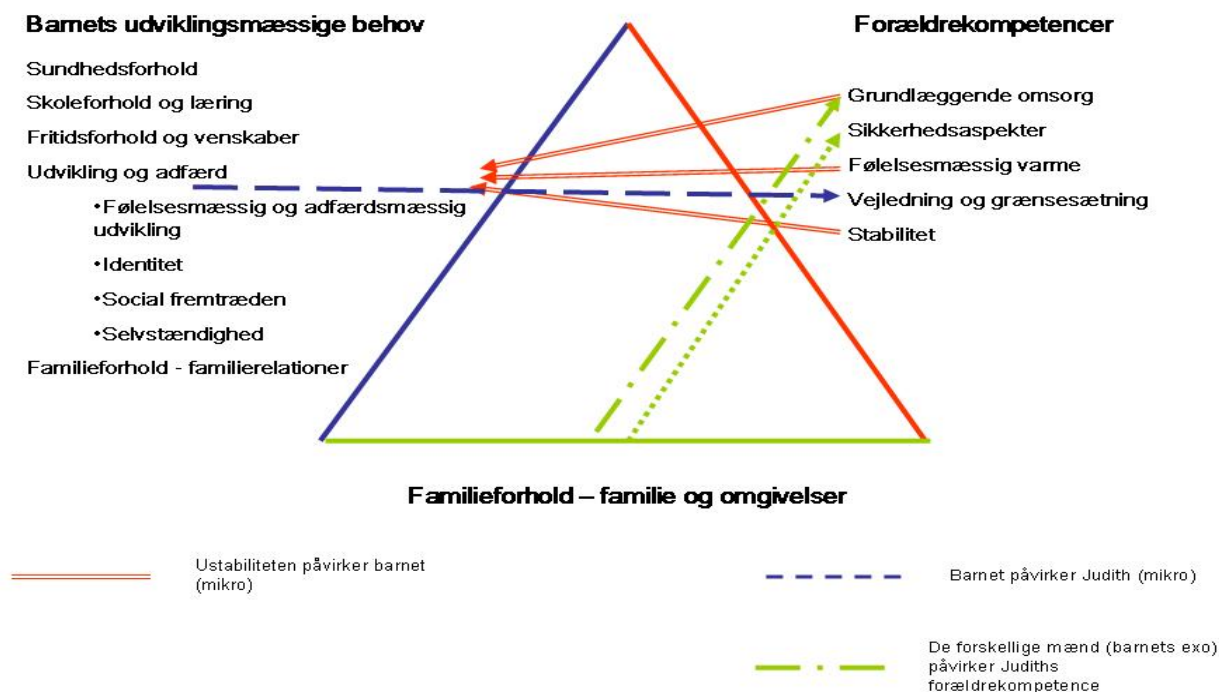 Barnets udviklingsmæssige behov
Sundhedsforhold
Skoleforhold og læring
Fritidsforhold og venskaber
Udvikling og adfærd
•Følelsesmæssig og adfærdsmæssig
udvikling
•Identitet
•Social fremtræden
•Selvstændighed
Familieforhold - familierelationer
Forældrekompetencer
Grundlæggende omsorg
Sikkerhedsaspekter
Følelsesmæssig varme
Vejledning og grænsesætning
Stabilitet
Familieforhold – familie og omgivelser
Ustabiliteten påvirker barnet
(mikro)
Barnet påvirker Judith (mikro)
De forskellige mænd (barnets exo)
påvirker Judiths
forældrekompetence